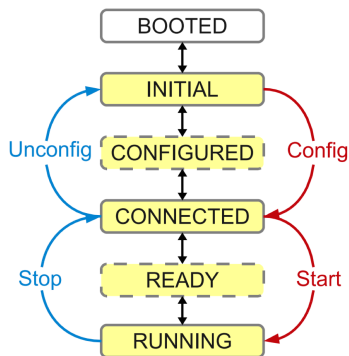 BOOTED
INITIAL
Unconfig
CONFIGURED
Config
CONNECTED
Stop
READY
Start
RUNNING